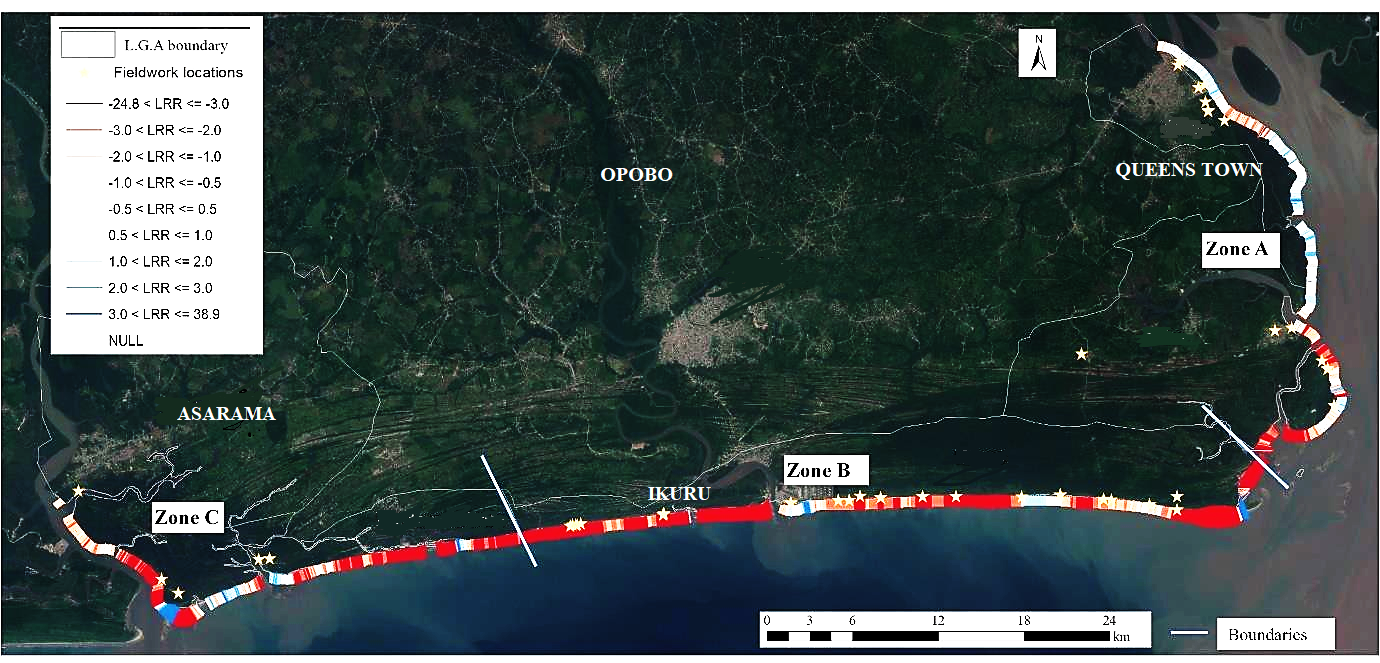 L.G.A boundary
Fieldwork locations
-24.8 < LRR <= -3.0
-3.0 < LRR <= -2.0
-2.0 < LRR <= -1.0
-1.0 < LRR <= -0.5
-0.5 < LRR <= 0.5
0.5 < LRR <= 1.0
1.0 < LRR <= 2.0
2.0 < LRR <= 3.0
3.0 < LRR <= 38.9
NULL
N
OPOBO
QUEENS TOWN
Zone A
ASARAMA
Zone B
IKURU
Zone C
0 3 6 12 18 24
km
Boundaries